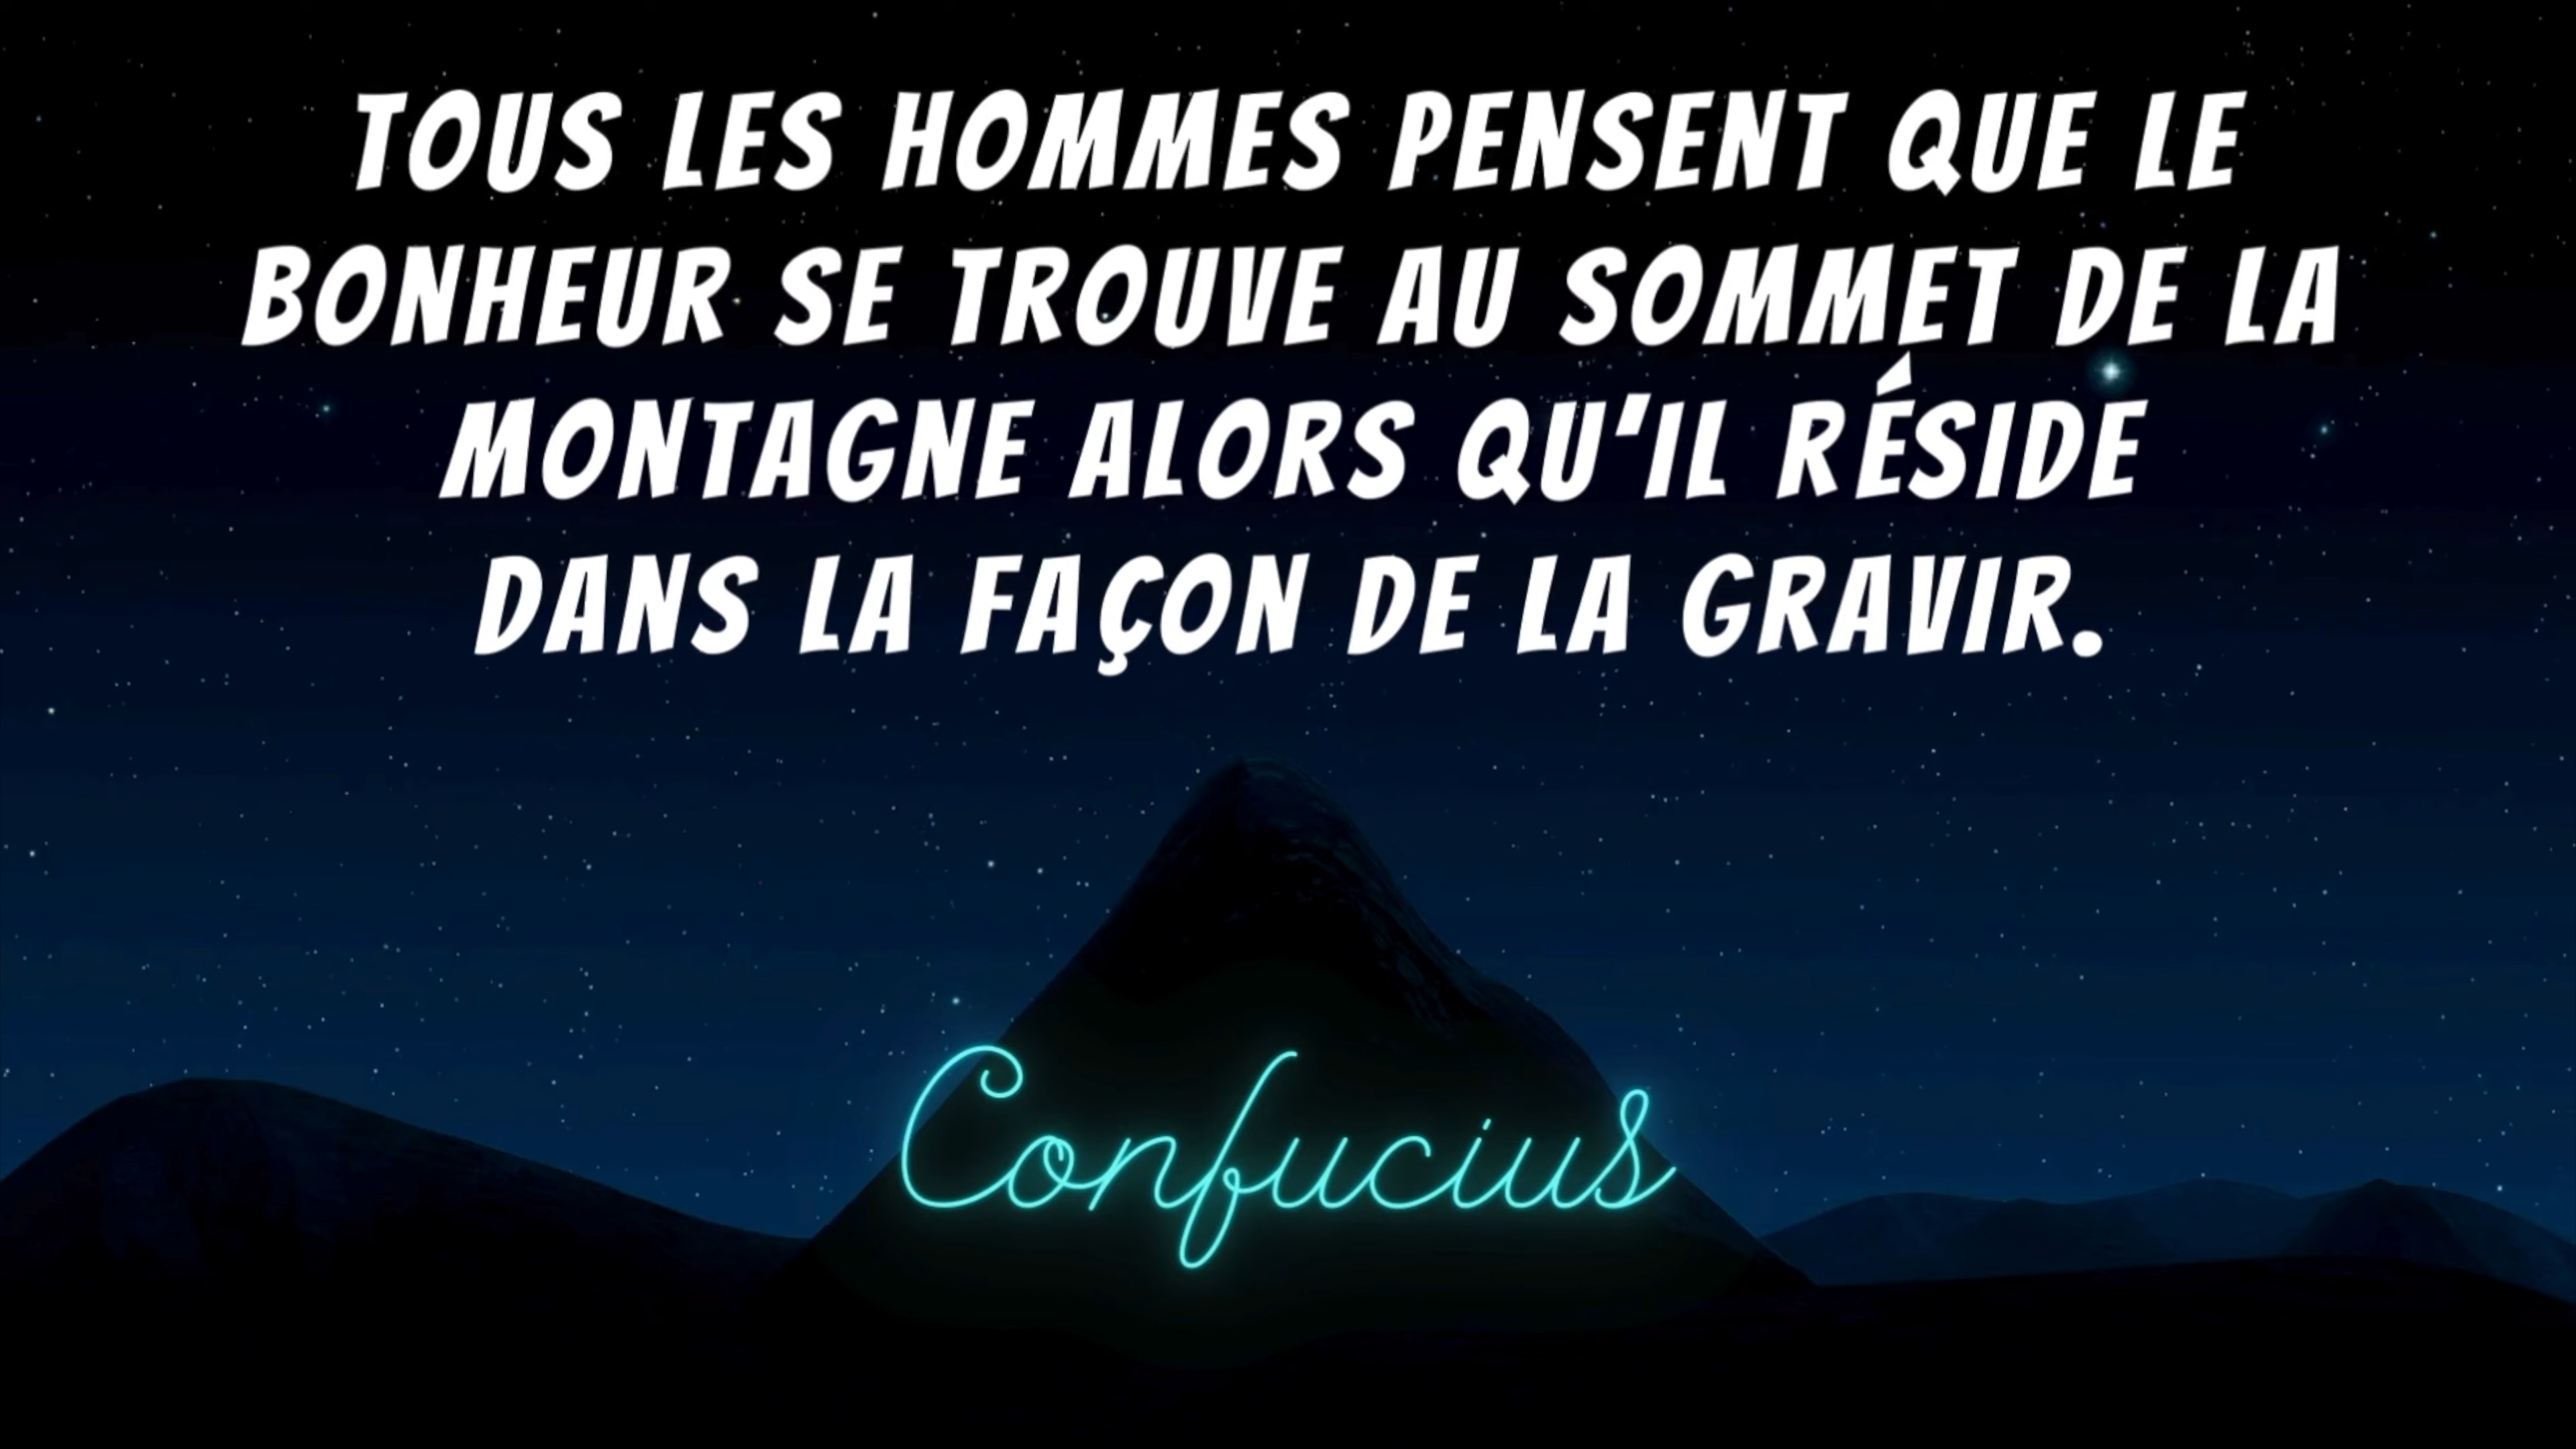 TOUS LES HOMMES PENSENT QUE LE
BONHEUR SE TROUVE AU SOMMET DE LA
MONTAGNE ALORS QU'IL RÉSIDE
DANS LA FAÇON DE LA GRAVIR.
Confucius